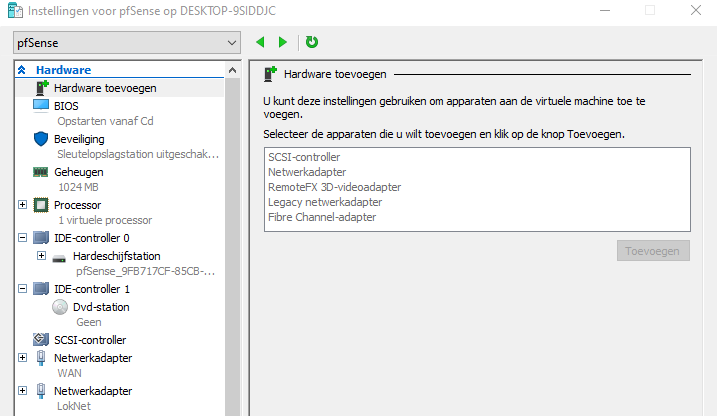 Instellingen voor pfSense op DESKTOP-9SIDDJC
pfSense
Hardware
Hardware toevoegen
BIOS
Opstarten vanaf Cd
Beveiliging
Sleutelopslagstation uitgeschak...
Geheugen
1024 MB
Processor
1 virtuele processor
IDE-controller 0
Hardeschijfstation
pfSense_9FB717CF-85CB-...
IDE-controller 1
Dvd-station
Geen
SCSI-controller
Netwerkadapter
WAN
Netwerkadapter
LokNet
Hardware toevoegen
U kunt deze instellingen gebruiken om apparaten aan de virtuele machine toe te
voegen.
Selecteer de apparaten die u wilt toevoegen en klik op de knop Toevoegen.
SCSI-controller
Netwerkadapter
RemoteFX 3D-videoadapter
Legacy netwerkadapter
Fibre Channel-adapter
Toevoegen